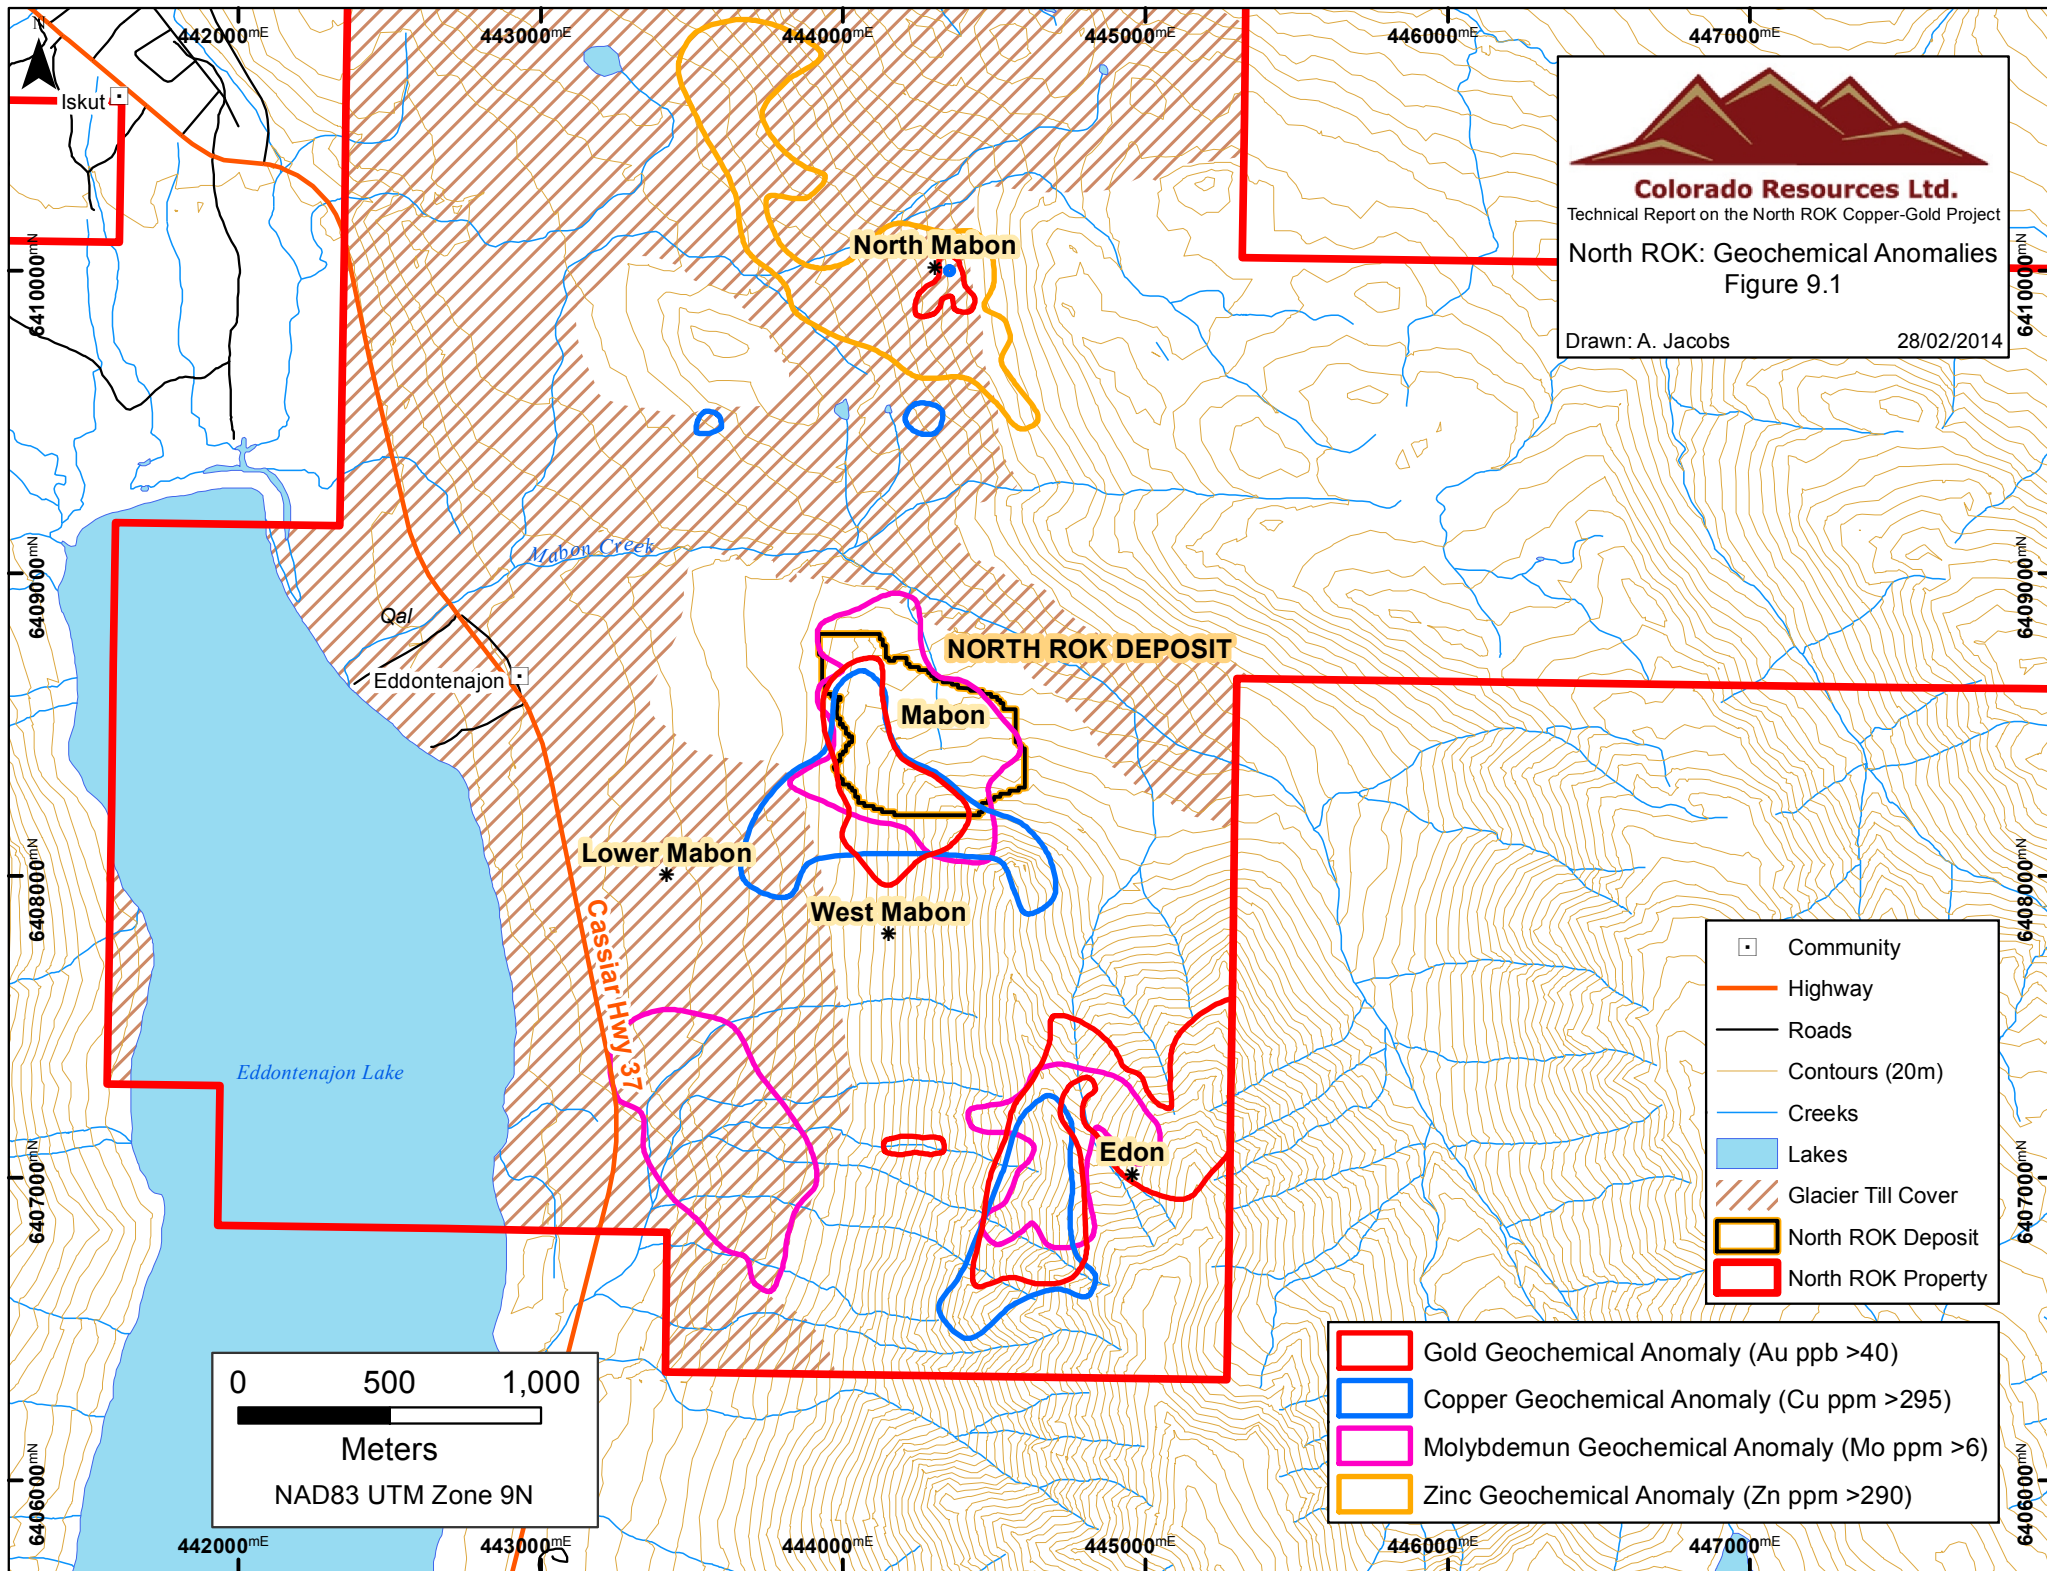 N
442000mE
443000mE
444000mE
445000mE
446000mE
447000mE
Iskut
Colorado Resources Ltd.
Technical Report on the North ROK Copper-Gold Project
North ROK: Geochemical Anomalies
Figure 9.1
Drawn: A. Jacobs
28/02/2014
North Mabon
6410000mN
6410000mN
Mabon Creek
6409000mN
6409000mN
Qal
Eddontenajon
NORTH ROK DEPOSIT
Mabon
Lower Mabon
West Mabon
6408000mN
6408000mN
Cassiar Hwy 37
Eddontenajon Lake
Edon
6407000mN
6407000mN
Community
Highway
Roads
Contours (20m)
Creeks
Lakes
Glacier Till Cover
North ROK Deposit
North ROK Property
Gold Geochemical Anomaly (Au ppb >40)
Copper Geochemical Anomaly (Cu ppm >295)
Molybdemun Geochemical Anomaly (Mo ppm >6)
Zinc Geochemical Anomaly (Zn ppm >290)
0 500 1,000
Meters
NAD83 UTM Zone 9N
6406000mN
6406000mN
442000mE
443000mE
444000mE
445000mE
446000mE
447000mE